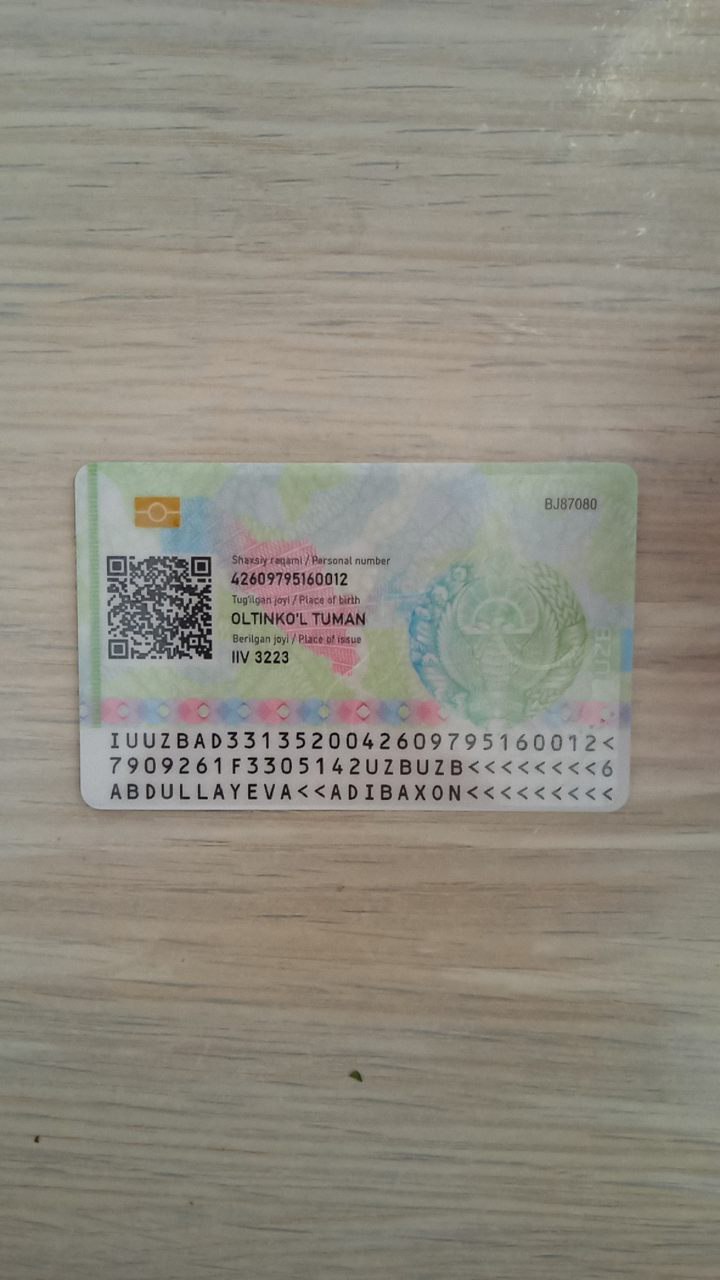 BJ87080
Shaxsiy raqami / Personal number
42609795160012
Tug'ilgan joyi / Place of birth
OLTINKO'L TUMAN
Berilgan joyi / Place of issue
IIV 3223
IUUZBAD3313520042609795160012<
7909261F3305142UZBUZB<<<<<<<<6
ABDULLAYEVA<<ADIBAXON<<<<<<<<<